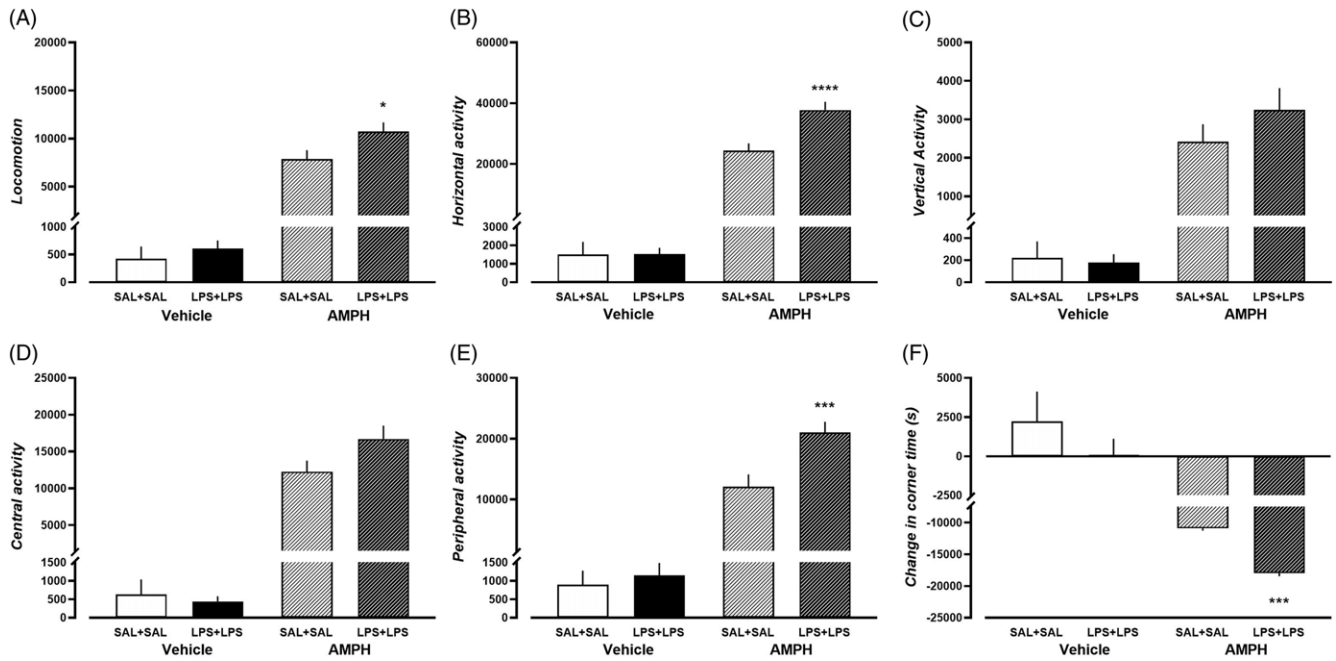 (A)
Locomotion
20000
15000
10000
5000
1000
500
0
*
SAL+SAL LPS+LPS SAL+SAL LPS+LPS
Vehicle AMPH
(B)
Horizontal activity
60000
40000
20000
3000
2000
1000
0
****
SAL+SAL LPS+LPS SAL+SAL LPS+LPS
Vehicle AMPH
(C)
Vertical Activity
5000
4000
3000
2000
1000
400
200
0
SAL+SAL LPS+LPS SAL+SAL LPS+LPS
Vehicle AMPH
(D)
Central activity
25000
20000
15000
10000
5000
1500
1000
500
0
SAL+SAL LPS+LPS SAL+SAL LPS+LPS
Vehicle AMPH
(E)
Peripheral activity
30000
20000
10000
1500
1000
500
0
***
SAL+SAL LPS+LPS SAL+SAL LPS+LPS
Vehicle AMPH
(F)
Change in corner time (s)
5000
2500
0
-2500
-10000
-15000
-20000
-25000
***
SAL+SAL LPS+LPS SAL+SAL LPS+LPS
Vehicle AMPH